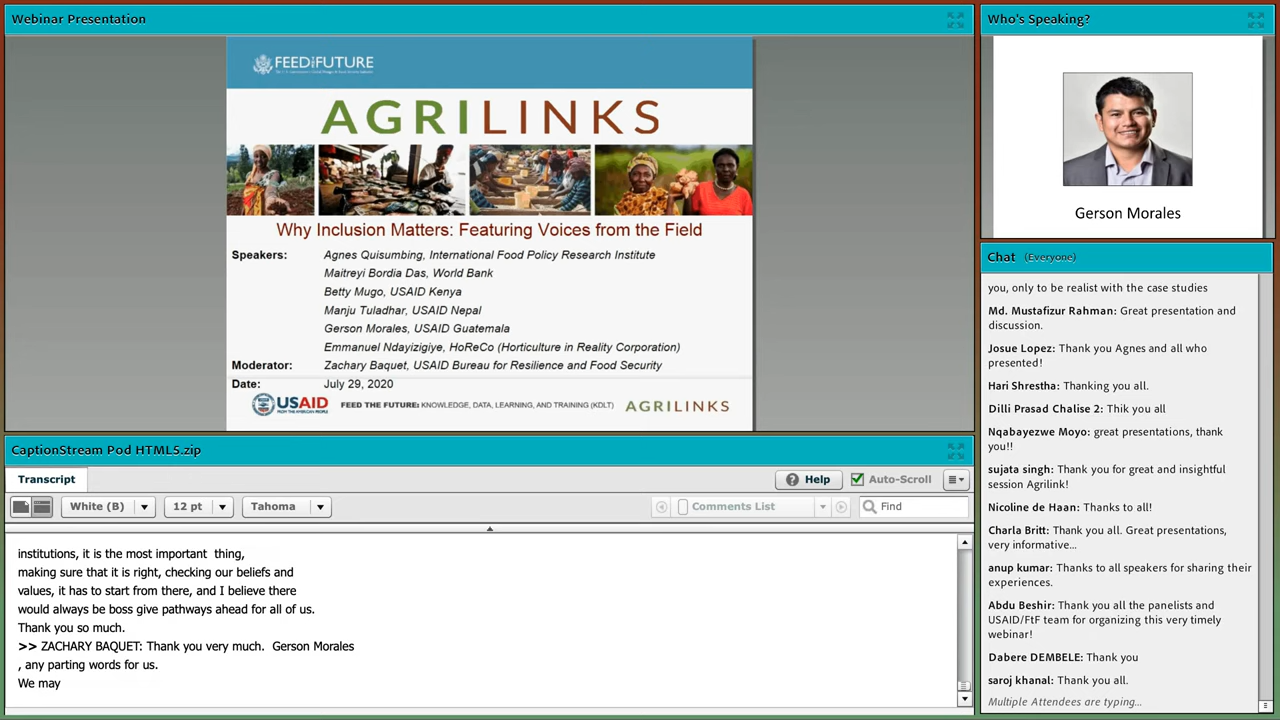 Webinar Presentation
FEED THE FUTURE
AGRILINKS
Why Inclusion Matters: Featuring Voices from the Field
Speakers: Agnes Quisumbing, International Food Policy Research Institute
Maitreyi Bordia Das, World Bank
Betty Mugo, USAID Kenya
Manju Tuladhar, USAID Nepal
Gerson Morales, USAID Guatemala
Emmanuel Ndayizigiye, HoReCo (Horticulture in Reality Corporation)
Moderator: Zachary Baquet, USAID Bureau for Resilience and Food Security
Date: July 29, 2020
USAID
FROM THE AMERICAN PEOPLE
FEED THE FUTURE: KNOWLEDGE, DATA, LEARNING, AND TRAINING (KDLT)
AGRILINKS
CaptionStream Pod HTML5.zip
Transcript
Help
Auto-Scroll
White (B)
12 pt
Tahoma
Comments List
Find
institutions, it is the most important  thing,
making sure that it is right, checking our beliefs and
values, it has to start from there, and I believe there
would always be boss give pathways ahead for all of us.
Thank you so much.
>> ZACHARY BAQUET: Thank you very much.  Gerson Morales
, any parting words for us.
We may
Who's Speaking?
Gerson Morales
Chat (Everyone)
you, only to be realist with the case studies
Md. Mustafizur Rahman: Great presentation and
discussion.
Josue Lopez: Thank you Agnes and all who
presented!
Hari Shrestha: Thanking you all.
Dilli Prasad Chalise 2: Thik you all
Nqabayezwe Moyo: great presentations, thank
you!!
sujata singh: Thank you for great and insightful
session Agrilink!
Nicoline de Haan: Thanks to all!
Charla Britt: Thank you all. Great presentations,
very informative...
anup kumar: Thanks to all speakers for sharing their
experiences.
Abdu Beshir: Thank you all the panelists and
USAID/FtF team for organizing this very timely
webinar!
Dabere DEMBELE: Thank you
saroj khanal: Thank you all.
Multiple Attendees are typing...